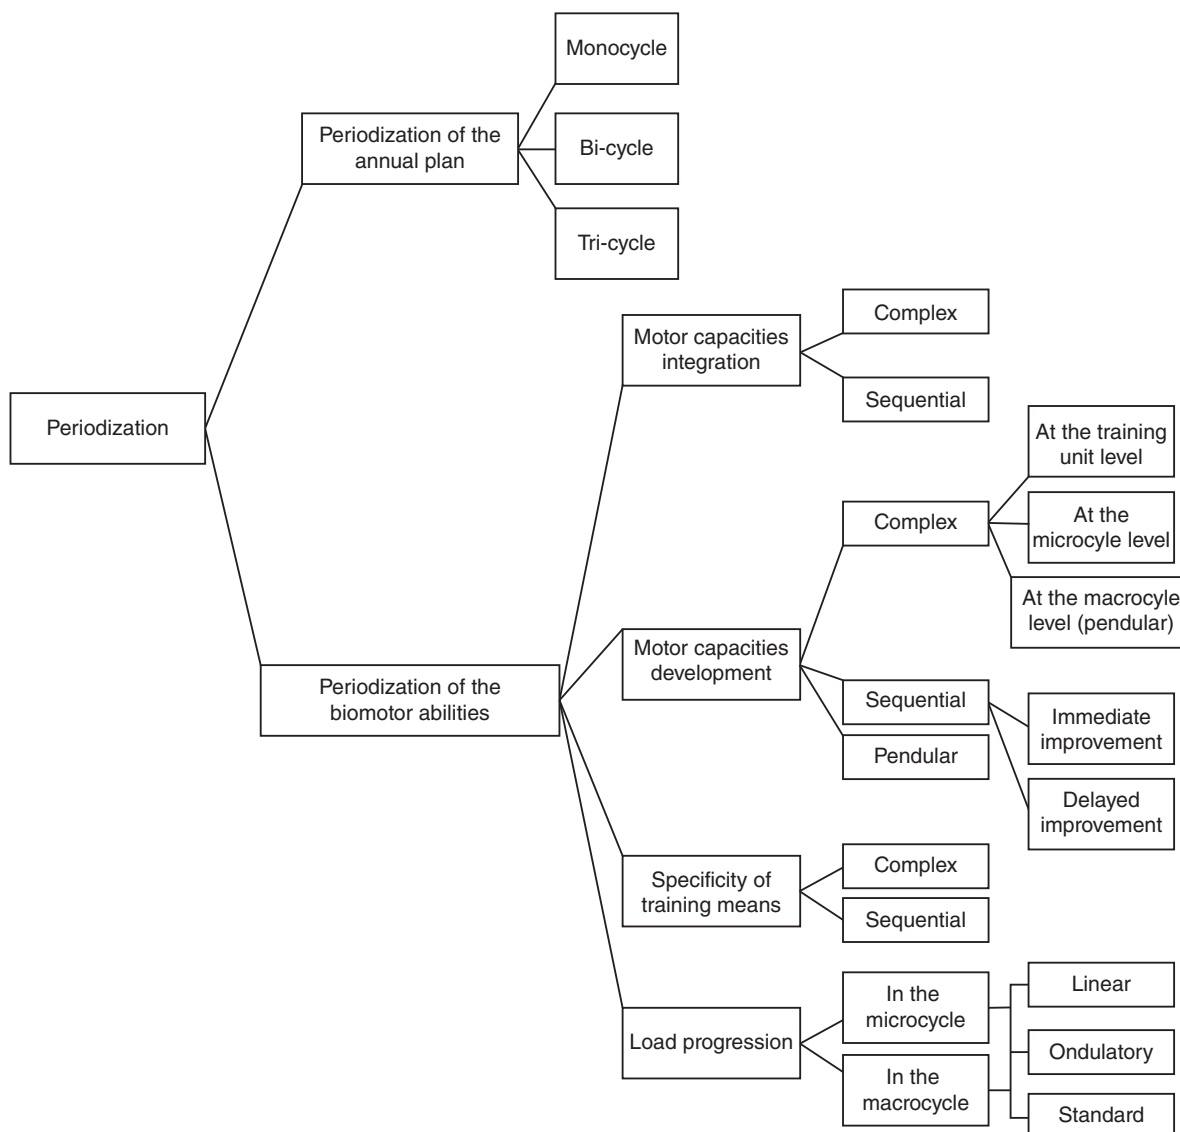 Monocycle
Periodization of the
annual plan
Bi-cycle
Tri-cycle
Complex
Motor capacities
integration
Sequential
Periodization
At the training
unit level
Complex
At the
microcyle level
At the macrocyle
level (pendular)
Motor capacities
development
Periodization of the
biomotor abilities
Sequential
Immediate
improvement
Pendular
Delayed
improvement
Complex
Specificity of
training means
Sequential
In the
microcycle
Linear
Load progression
Ondulatory
In the
macrocycle
Standard